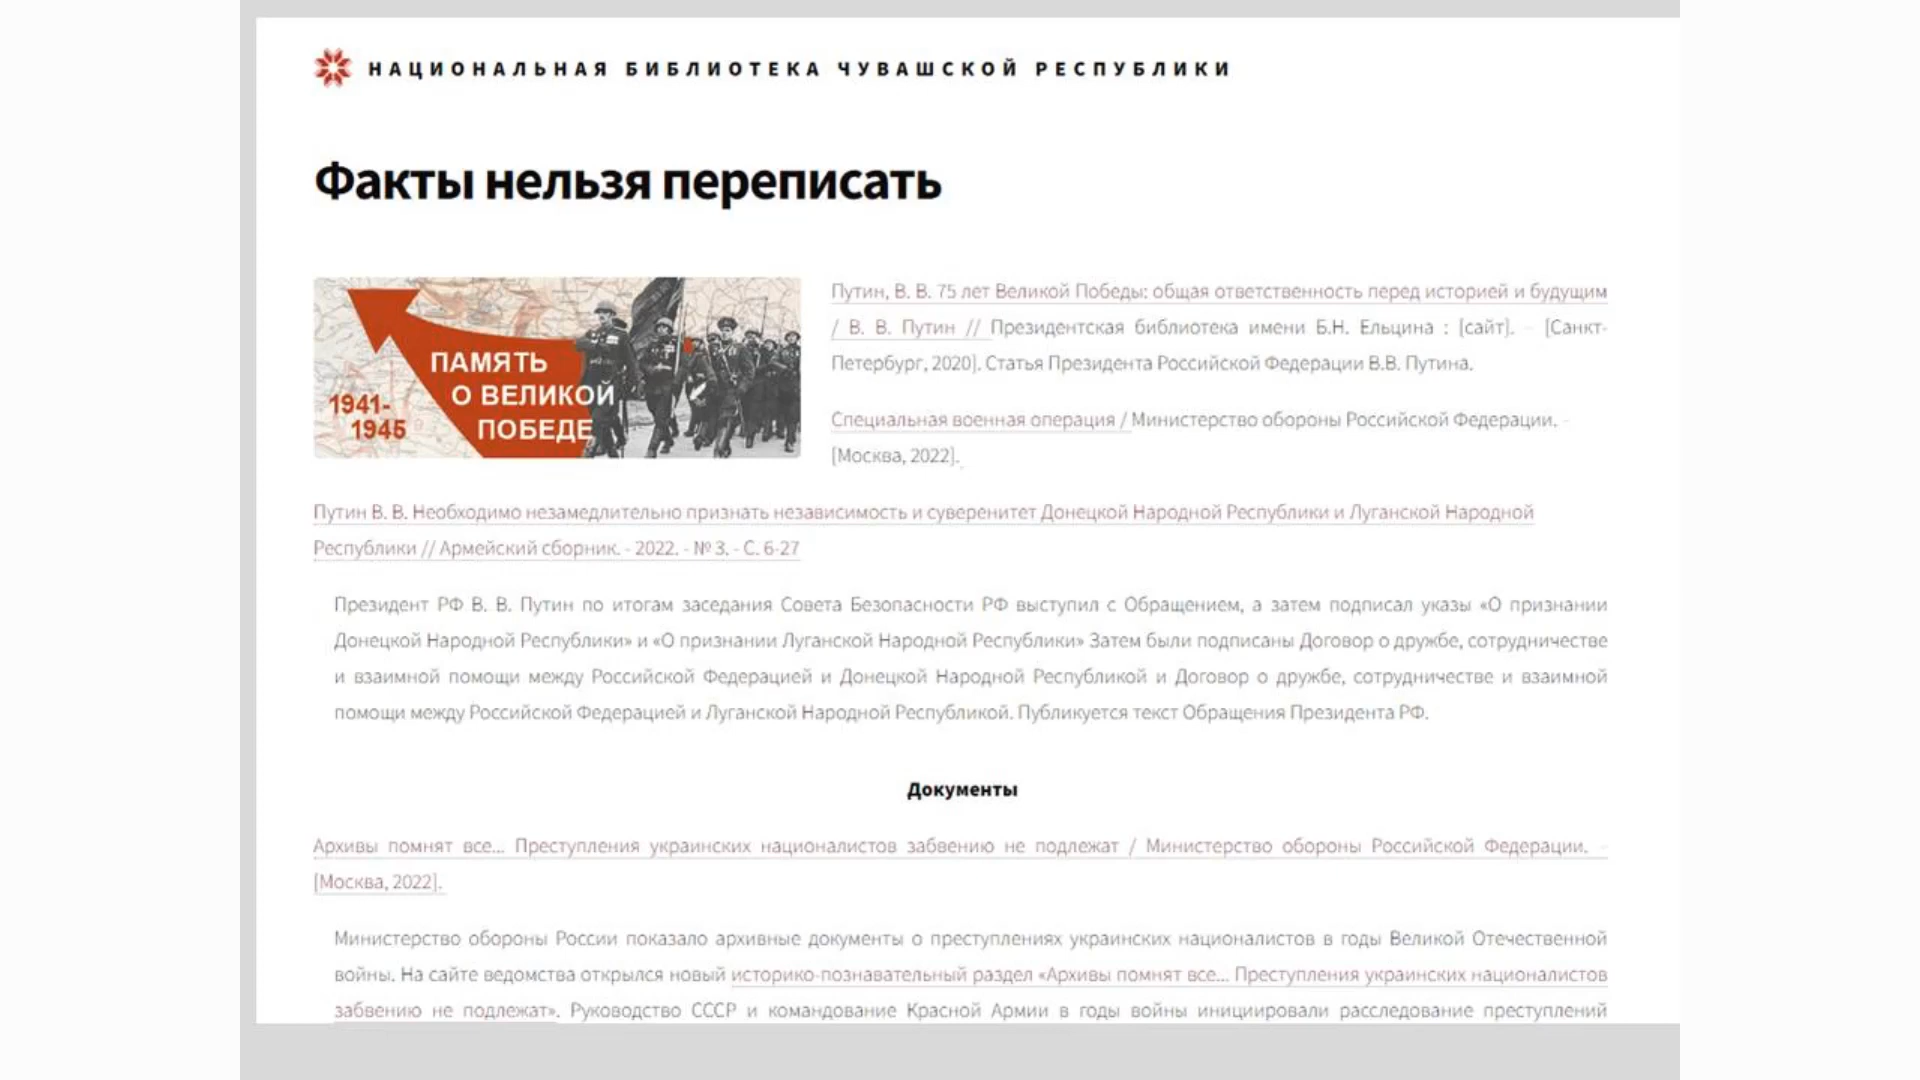 НАЦИОНАЛЬНАЯ БИБЛИОТЕКА ЧУВАШСКОЙ РЕСПУБЛИКИ
Факты нельзя переписать
ПАМЯТЬ
О ВЕЛИКОЙ
ПОБЕДЕ
1941-
1945
Путин, В. В. 75 лет Великой Победы: общая ответственность перед историей и будущим
/ В. В. Путин // Президентская библиотека имени Б.Н. Ельцина : [сайт]. – [Санкт-
Петербург, 2020]. Статья Президента Российской Федерации В.В. Путина.
Специальная военная операция / Министерство обороны Российской Федерации. –
[Москва, 2022].
Путин В. В. Необходимо незамедлительно признать независимость и суверенитет Донецкой Народной Республики и Луганской Народной
Республики // Армейский сборник. - 2022. - № 3. - С. 6-27
Президент РФ В. В. Путин по итогам заседания Совета Безопасности РФ выступил с Обращением, а затем подписал указы «О признании
Донецкой Народной Республики» и «О признании Луганской Народной Республики» Затем были подписаны Договор о дружбе, сотрудничестве
и взаимной помощи между Российской Федерацией и Донецкой Народной Республикой и Договор о дружбе, сотрудничестве и взаимной
помощи между Российской Федерацией и Луганской Народной Республикой. Публикуется текст Обращения Президента РФ.
Документы
Архивы помнят все... Преступления украинских националистов забвению не подлежат / Министерство обороны Российской Федерации. –
[Москва, 2022].
Министерство обороны России показало архивные документы о преступлениях украинских националистов в годы Великой Отечественной
войны. На сайте ведомства открылся новый историко-познавательный раздел «Архивы помнят все... Преступления украинских националистов
забвению не подлежат». Руководство СССР и командование Красной Армии в годы войны инициировали расследование преступлений